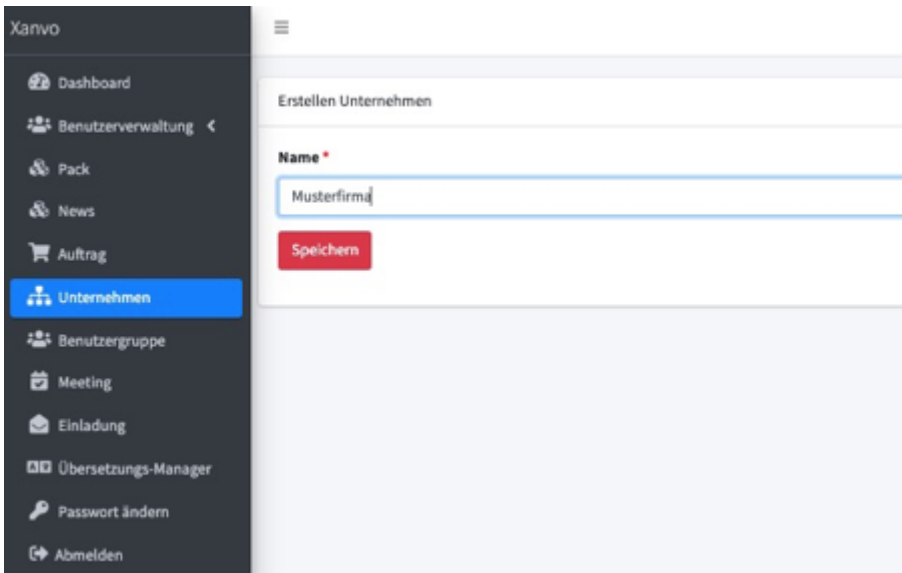 Xanvo
Dashboard
Benutzerverwaltung
Pack
News
Auftrag
Unternehmen
Benutzergruppe
Meeting
Einladung
Übersetzungs-Manager
Passwort ändern
Abmelden
Erstellen Unternehmen
Name *
Musterfirma
Speichern